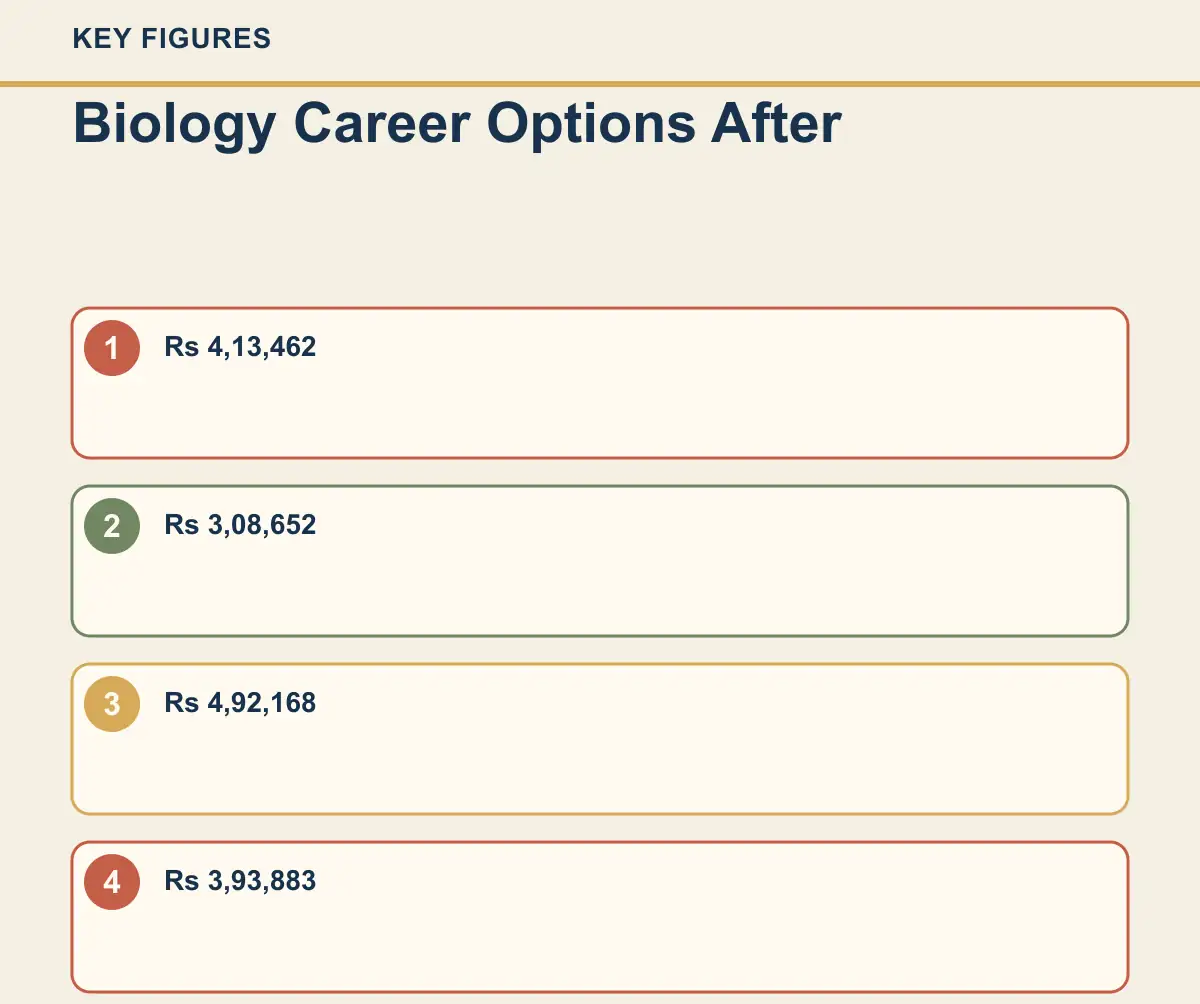 KEY FIGURES
Biology Career Options After
1 Rs 4,13,462
2 Rs 3,08,652
3 Rs 4,92,168
4 Rs 3,93,883